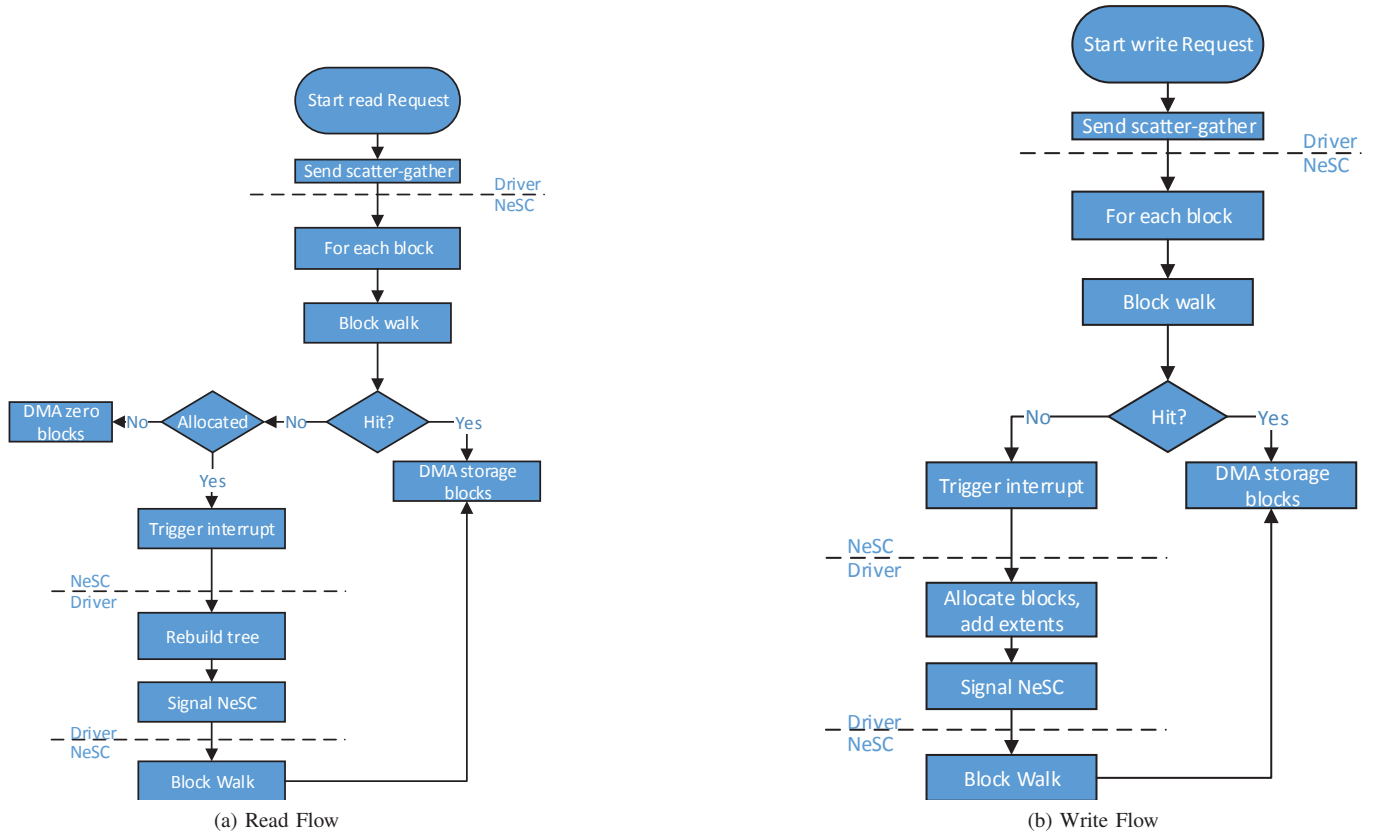 Start read Request
Send scatter-gather
Driver
NeSC
For each block
Block walk
Hit?
No
Yes
Allocated
No
Yes
DMA zero
blocks
DMA storage
blocks
Trigger interrupt
NeSC
Driver
Rebuild tree
Signal NeSC
Driver
NeSC
Block Walk
(a) Read Flow
Start write Request
Send scatter-gather
Driver
NeSC
For each block
Block walk
Hit?
No
Yes
Trigger interrupt
DMA storage
blocks
NeSC
Driver
Allocate blocks,
add extents
Signal NeSC
Driver
NeSC
Block Walk
(b) Write Flow